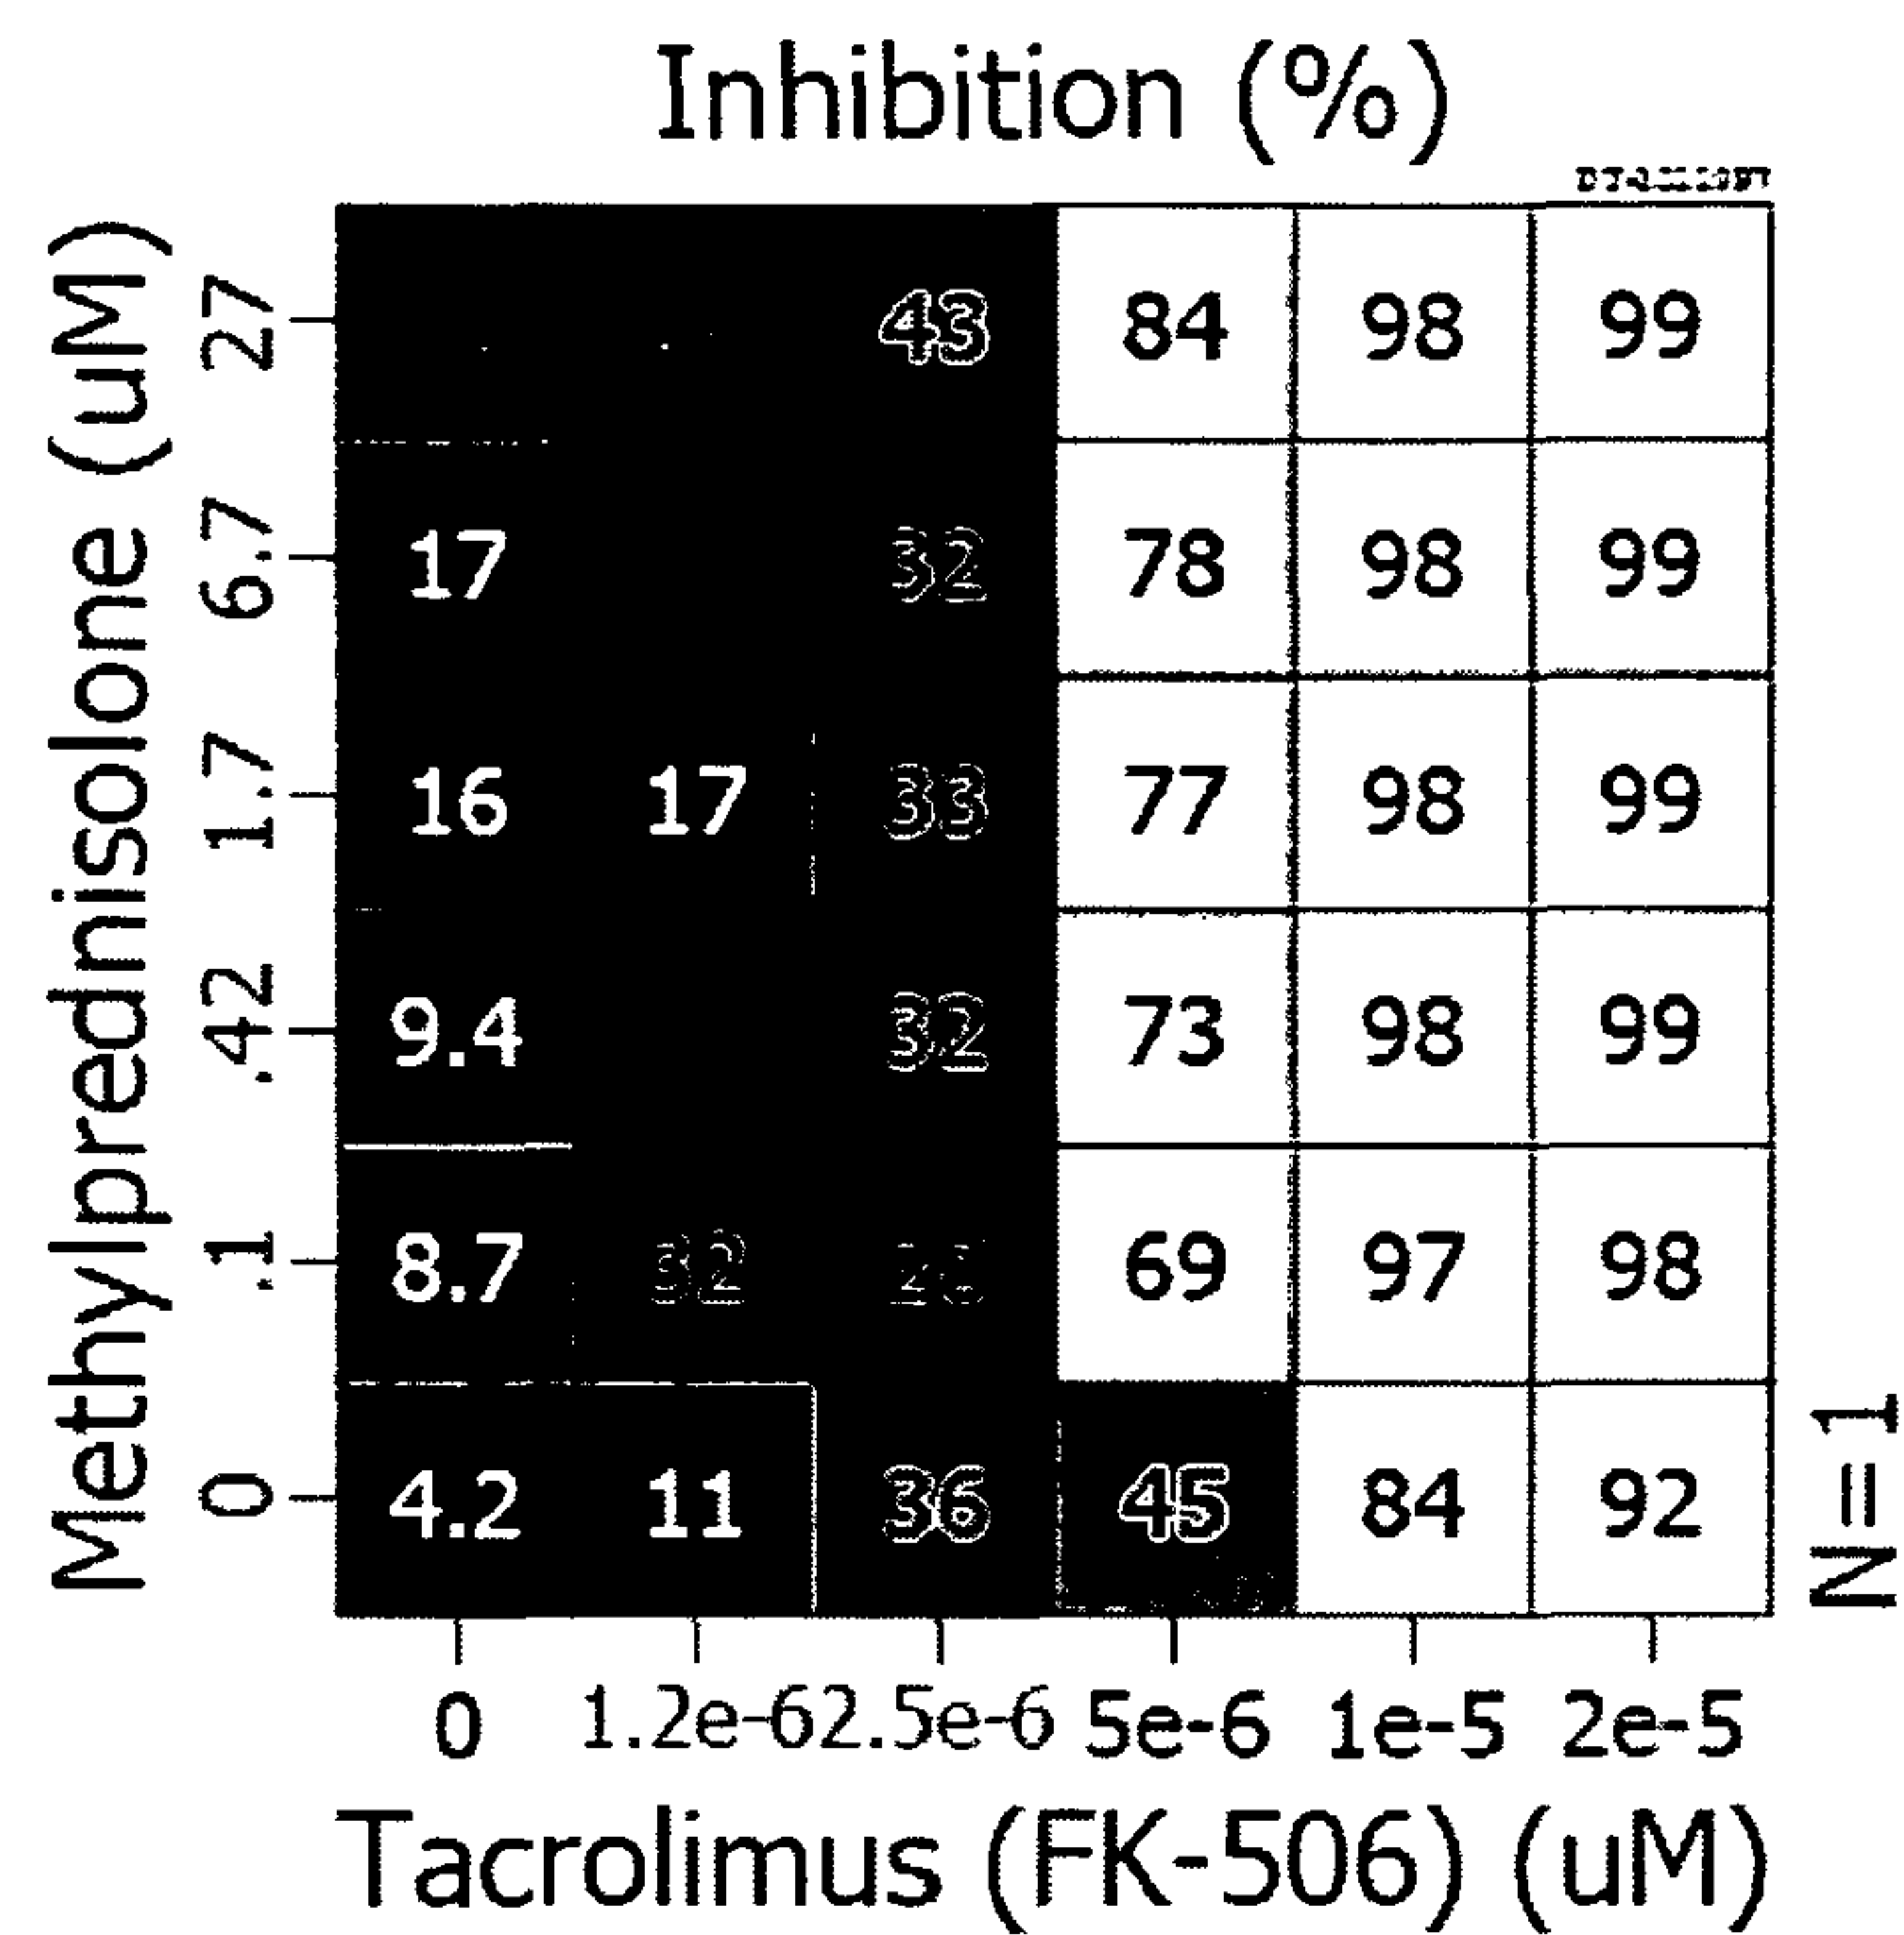 Inhibition (%)
Methylprednisolone (uM)
27 43 84 98 99
6.7 17 32 78 98 99
1.7 16 17 33 77 98 99
.42 9.4 32 73 98 99
.1 8.7 32 69 97 98
0 4.2 11 36 45 84 92
N=1
0 1.2e-6 2.5e-6 5e-6 1e-5 2e-5
Tacrolimus (FK-506) (uM)